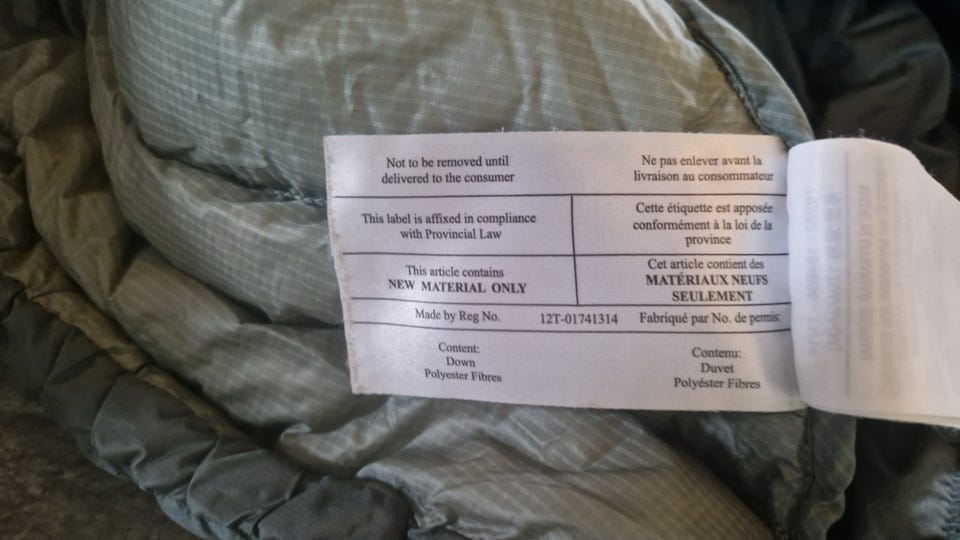 Not to be removed until
delivered to the consumer
Ne pas enlever avant la
livraison au consommateur
This label is affixed in compliance
with Provincial Law
Cette étiquette est apposée
conformément à la loi de la
province
This article contains
NEW MATERIAL ONLY
Cet article contient des
MATÉRIAUX NEUFS
SEULEMENT
Made by Reg No. 12T-01741314 Fabriqué par No. de permis:
Content:
Down
Polyester Fibres
Contenu:
Duvet
Polyéster Fibres